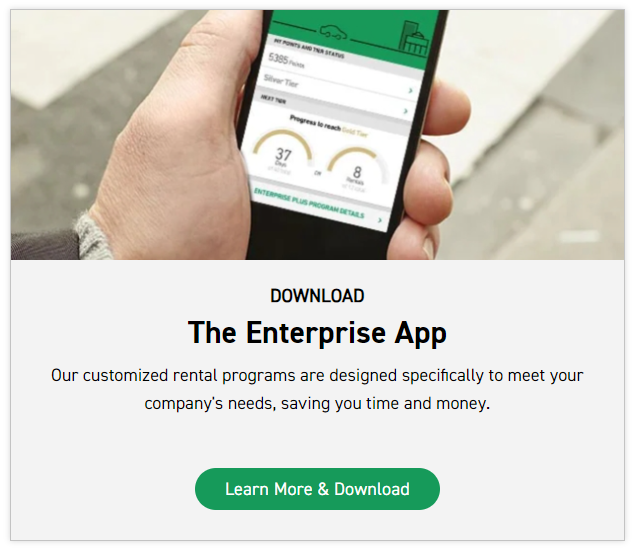 MY POINTS AND TIER STATUS
5385 Points
Silver Tier
NEXT TIER
Progress to reach Gold Tier
37
Days
OR
8
Rentals
ENTERPRISE PLUS PROGRAM DETAILS
DOWNLOAD
The Enterprise App
Our customized rental programs are designed specifically to meet your
company's needs, saving you time and money.
Learn More & Download